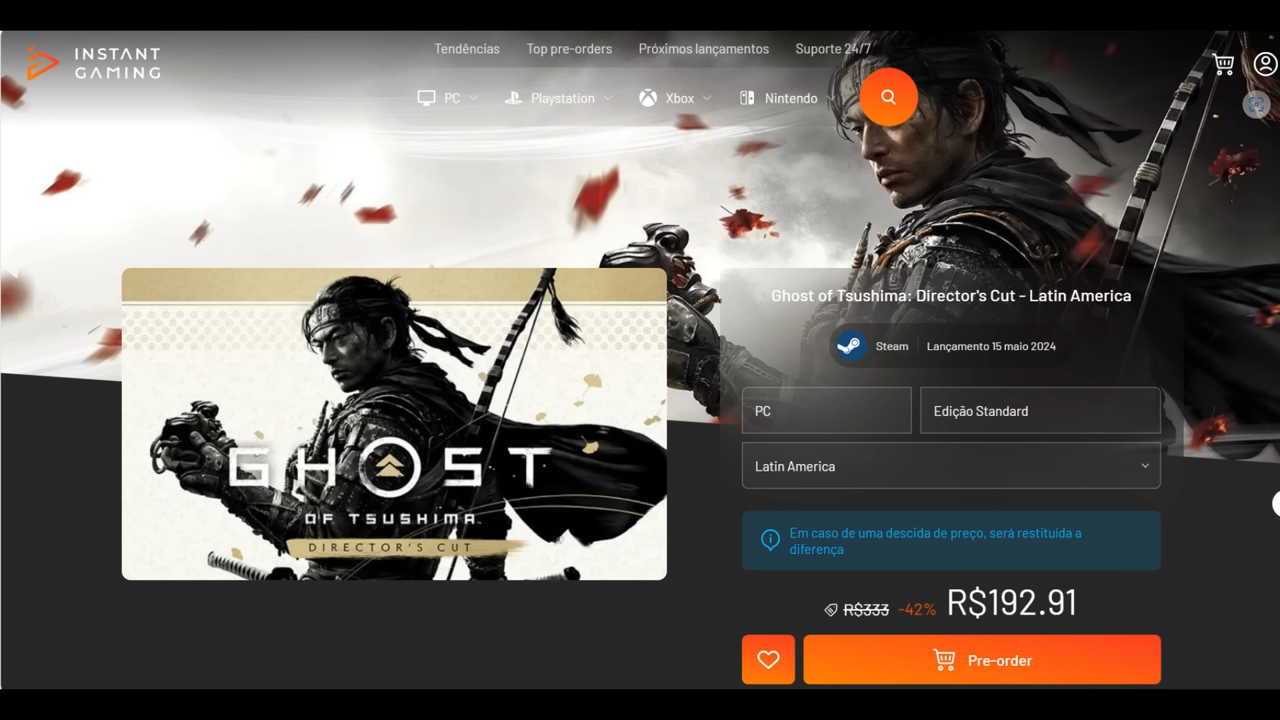 INSTANT
GAMING
Tendências Top pre-orders Próximos lançamentos Suporte 24/7
PC Playstation Xbox Nintendo
GHOST
OF TSUSHIMA
DIRECTOR'S CUT
Ghost of Tsushima: Director's Cut - Latin America
Steam Lançamento 15 maio 2024
PC Edição Standard
Latin America
Em caso de uma descida de preço, será restituída a
diferença
R$333 -42% R$192.91
Pre-order